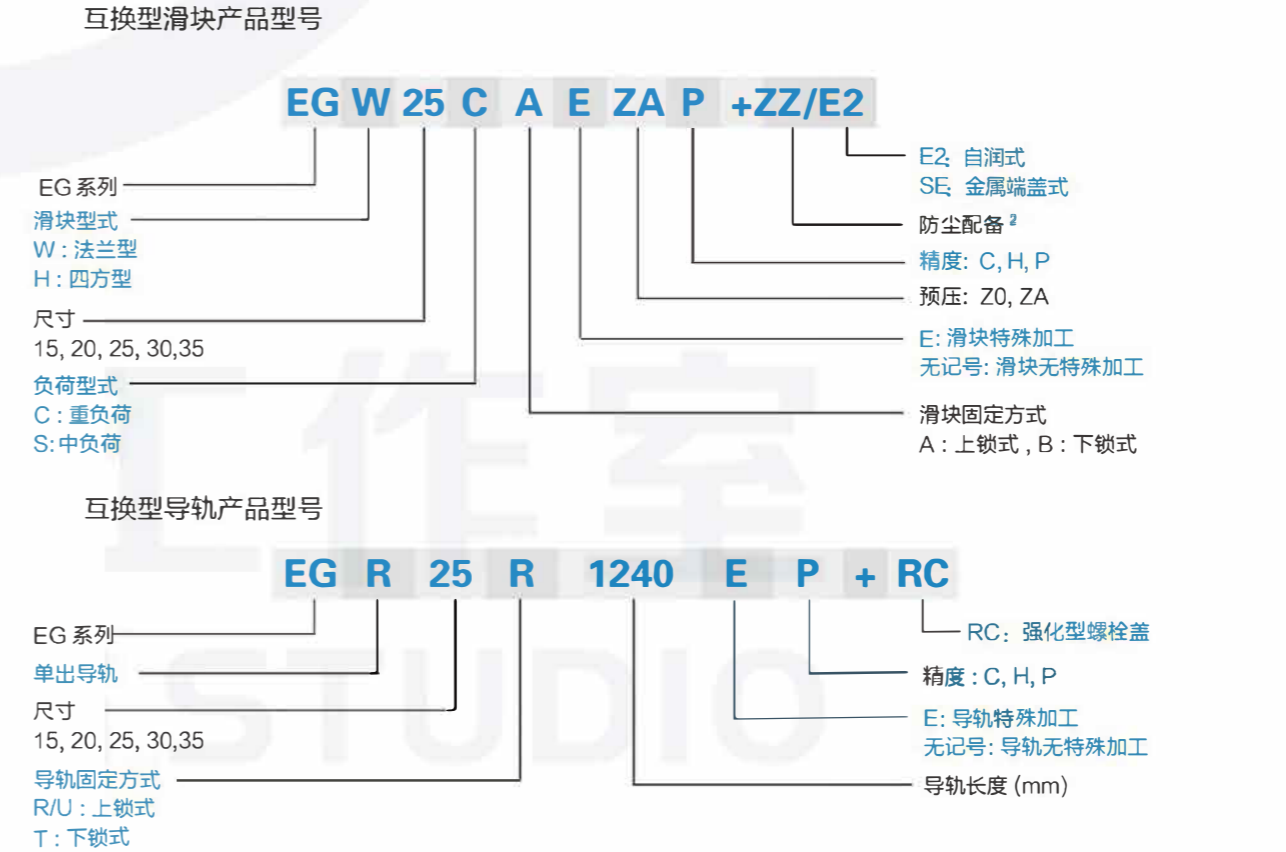 互换型滑块产品型号
EG W 25 C A E ZA P +ZZ/E2
E2: 自润式
SE: 金属端盖式
EG系列
滑块型式
防尘配备 2
W : 法兰型
精度: C, H, P
H : 四方型
预压: Z0, ZA
尺寸
E: 滑块特殊加工
15, 20, 25, 30,35
无记号: 滑块无特殊加工
负荷型式
C : 重负荷
滑块固定方式
S:中负荷
A : 上锁式 , B : 下锁式
工作室
互换型导轨产品型号
EG R 25 R 1240 E P + RC
EG 系列
RC: 强化型螺栓盖
单出导轨
精度 : C, H, P
尺寸
E: 导轨特殊加工
15, 20, 25, 30,35
无记号: 导轨无特殊加工
导轨固定方式
导轨长度 (mm)
R/U : 上锁式
T : 下锁式
STUDIO